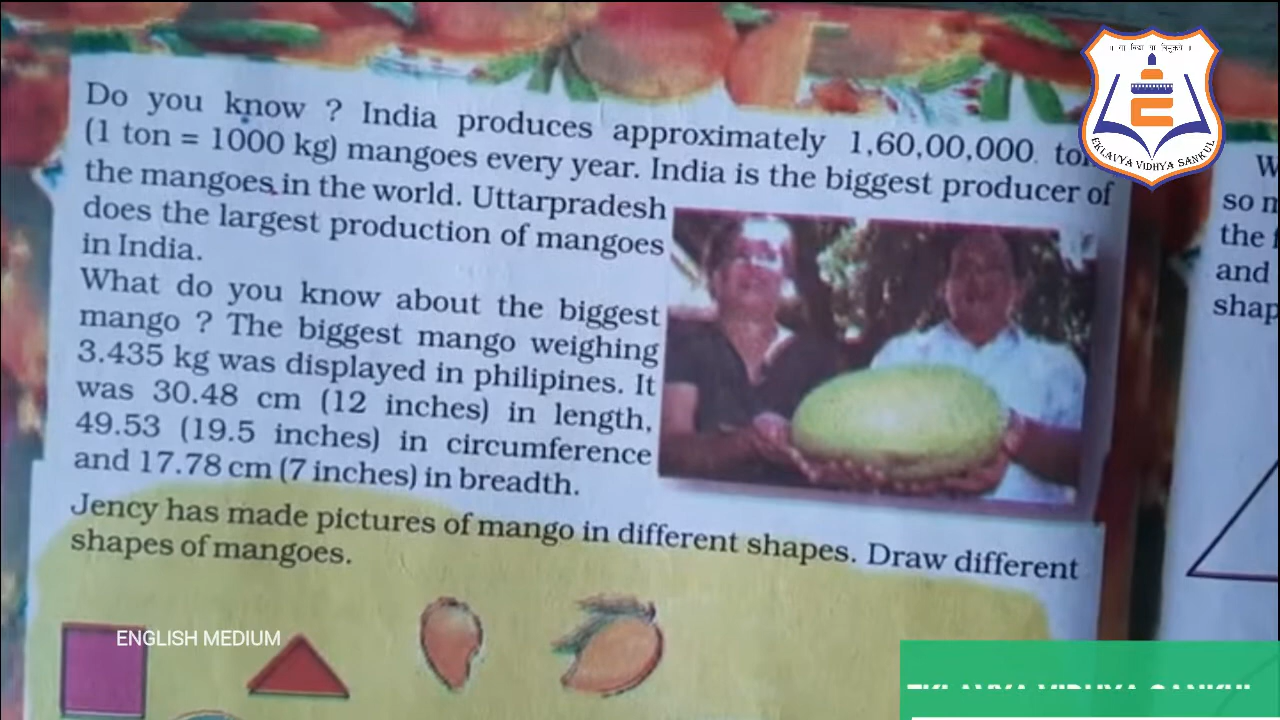 Do you know ? India produces approximately 1,60,00,000
(1 ton = 1000 kg) mangoes every year. India is the biggest producer of
the mangoes in the world. Uttarpradesh
does the largest production of mangoes
in India.
What do you know about the biggest
mango ? The biggest mango weighing
3.435 kg was displayed in philipines. It
was 30.48 cm (12 inches) in length,
49.53 (19.5 inches) in circumference
and 17.78 cm (7 inches) in breadth.
Jency has made pictures of mango in different shapes. Draw different
shapes of mangoes.
ENGLISH MEDIUM
EKLAVYA VIDHYA SANKUL
so
the
and
EKLAVYA VIDHYA SANKUL